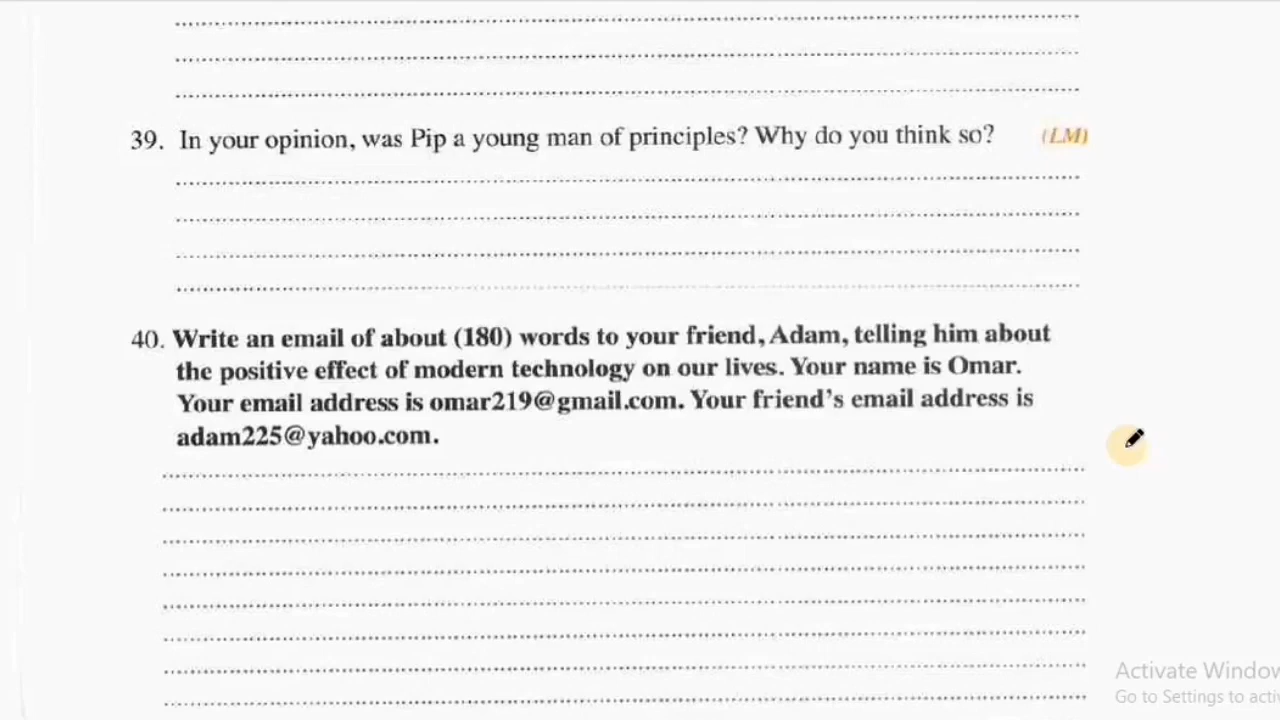 39. In your opinion, was Pip a young man of principles? Why do you think so? (LM)
40. Write an email of about (180) words to your friend, Adam, telling him about
the positive effect of modern technology on our lives. Your name is Omar.
Your email address is omar219@gmail.com. Your friend's email address is
adam225@yahoo.com.
Activate Window
Go to Settings to acti